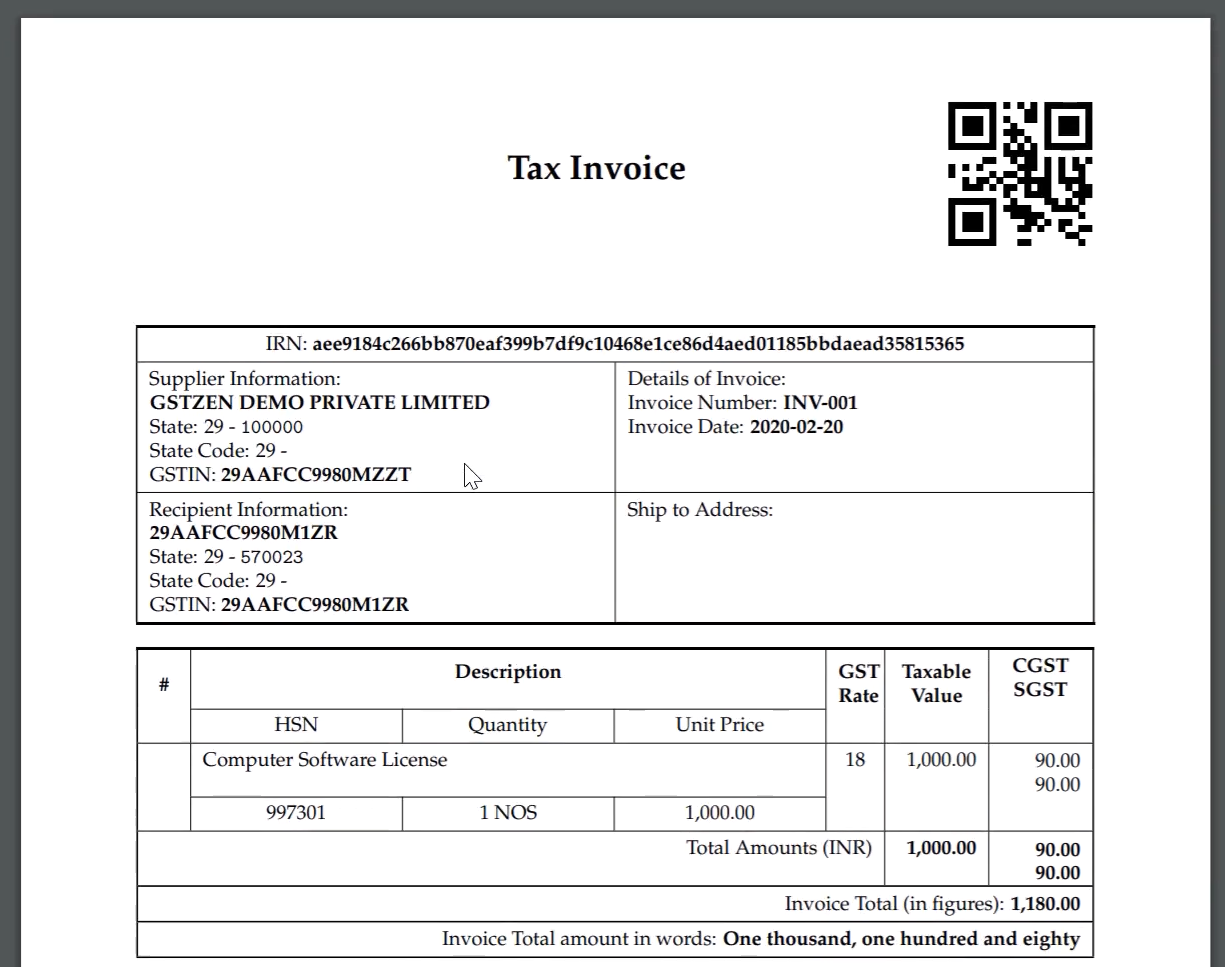 Tax Invoice
IRN: aee9184c266bb870eaf399b7df9c10468e1ce86d4aed01185bbdaead35815365
Supplier Information:
GSTZEN DEMO PRIVATE LIMITED
State: 29 - 100000
State Code: 29 -
GSTIN: 29AAFCC9980MZZT
Details of Invoice:
Invoice Number: INV-001
Invoice Date: 2020-02-20
Recipient Information:
29AAFCC9980M1ZR
State: 29 - 570023
State Code: 29 -
GSTIN: 29AAFCC9980M1ZR
Ship to Address:
# Description GST Rate Taxable Value CGST SGST
HSN Quantity Unit Price
Computer Software License 18 1,000.00 90.00
90.00
997301 1 NOS 1,000.00
Total Amounts (INR) 1,000.00 90.00
90.00
Invoice Total (in figures): 1,180.00
Invoice Total amount in words: One thousand, one hundred and eighty